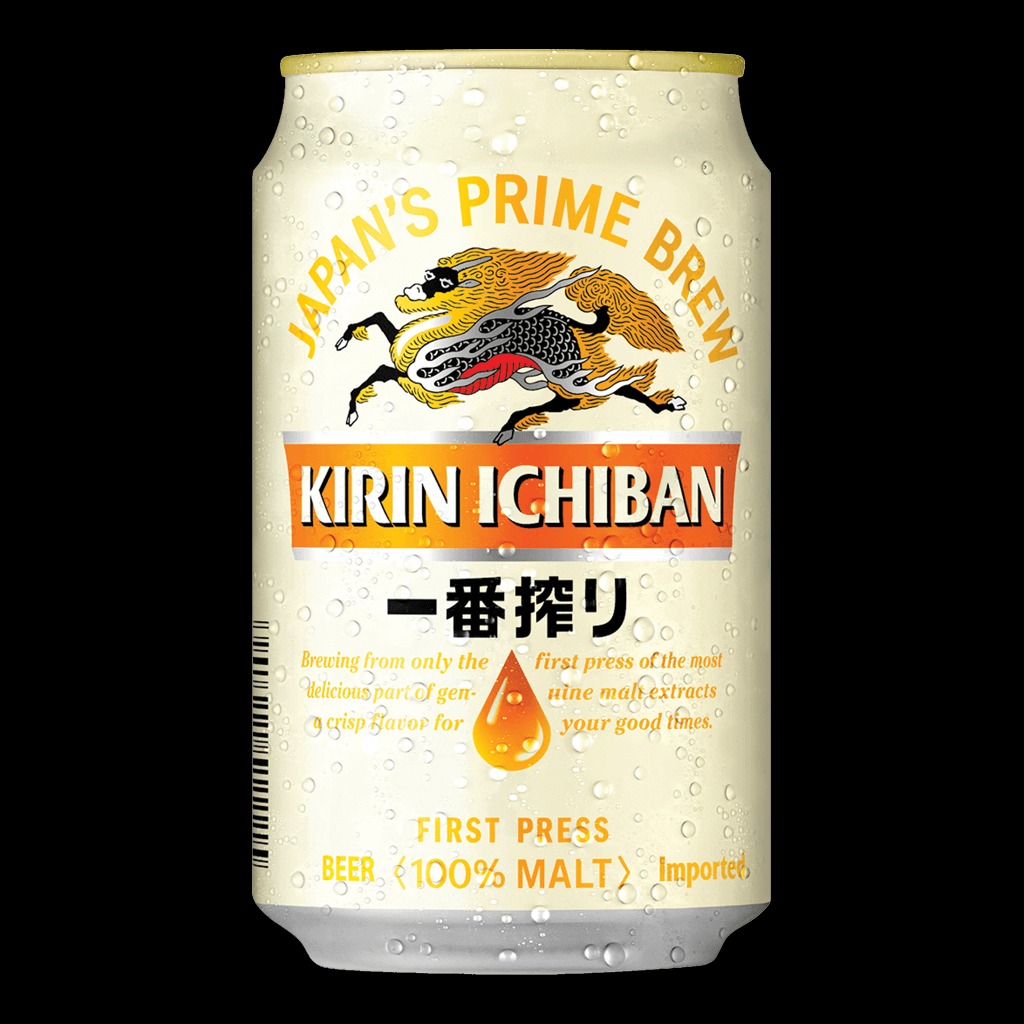 JAPAN'S PRIME BREW
KIRIN ICHIBAN
一番搾り
Brewing from only the first press of the most
delicious part of gen- uine malt extracts
a crisp flavor for your good times.
FIRST PRESS
BEER 〈100% MALT〉 Imported